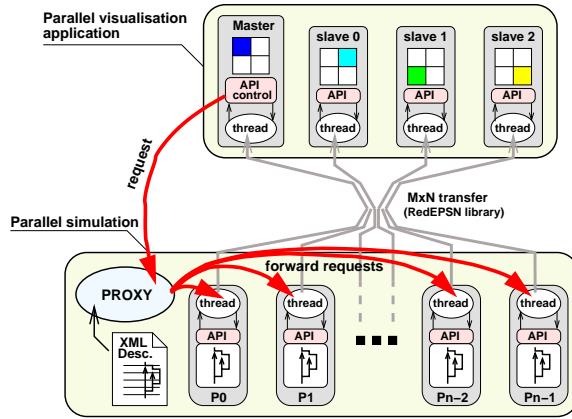 Parallel visualisation
application
Master
slave 0
slave 1
slave 2
API
control
API
API
API
thread
thread
thread
thread
request
MxN transfer
(RedEPSN library)
Parallel simulation
forward requests
PROXY
thread
thread
thread
thread
XML
Desc.
API
API
API
API
P0
P1
Pn−2
Pn−1